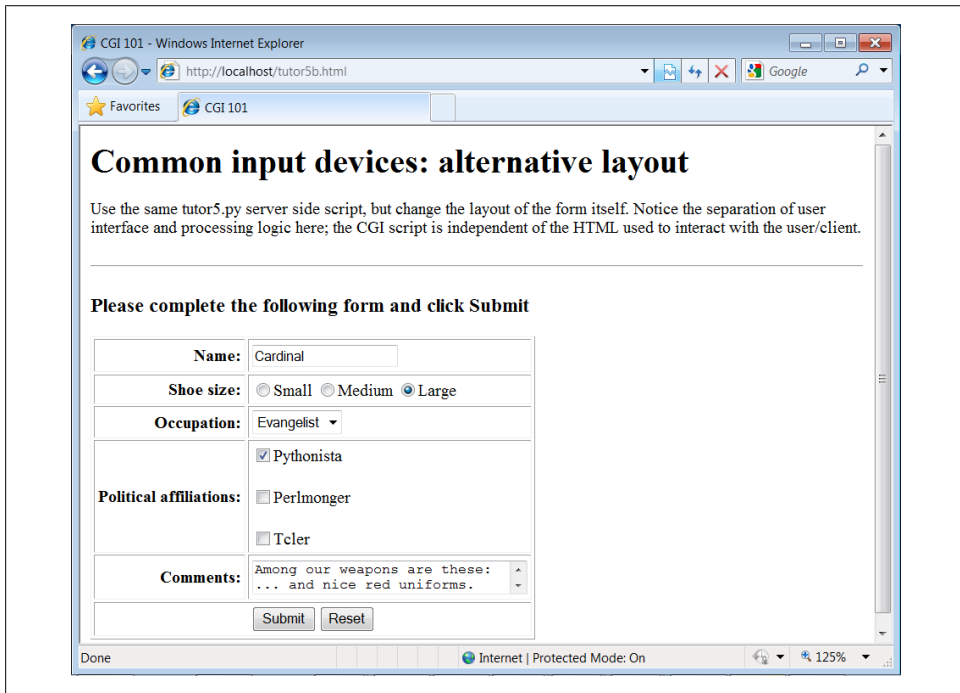 CGI 101 - Windows Internet Explorer
http://localhost/tutor5b.html
Google
Favorites
CGI 101
Common input devices: alternative layout
Use the same tutor5.py server side script, but change the layout of the form itself. Notice the separation of user
interface and processing logic here; the CGI script is independent of the HTML used to interact with the user/client.
Please complete the following form and click Submit
Name: Cardinal
Shoe size: Small Medium Large
Occupation: Evangelist
Political affiliations:
Pythonista
Perlmonger
Tcler
Comments:
Among our weapons are these:
... and nice red uniforms.
Submit Reset
Done
Internet | Protected Mode: On
125%